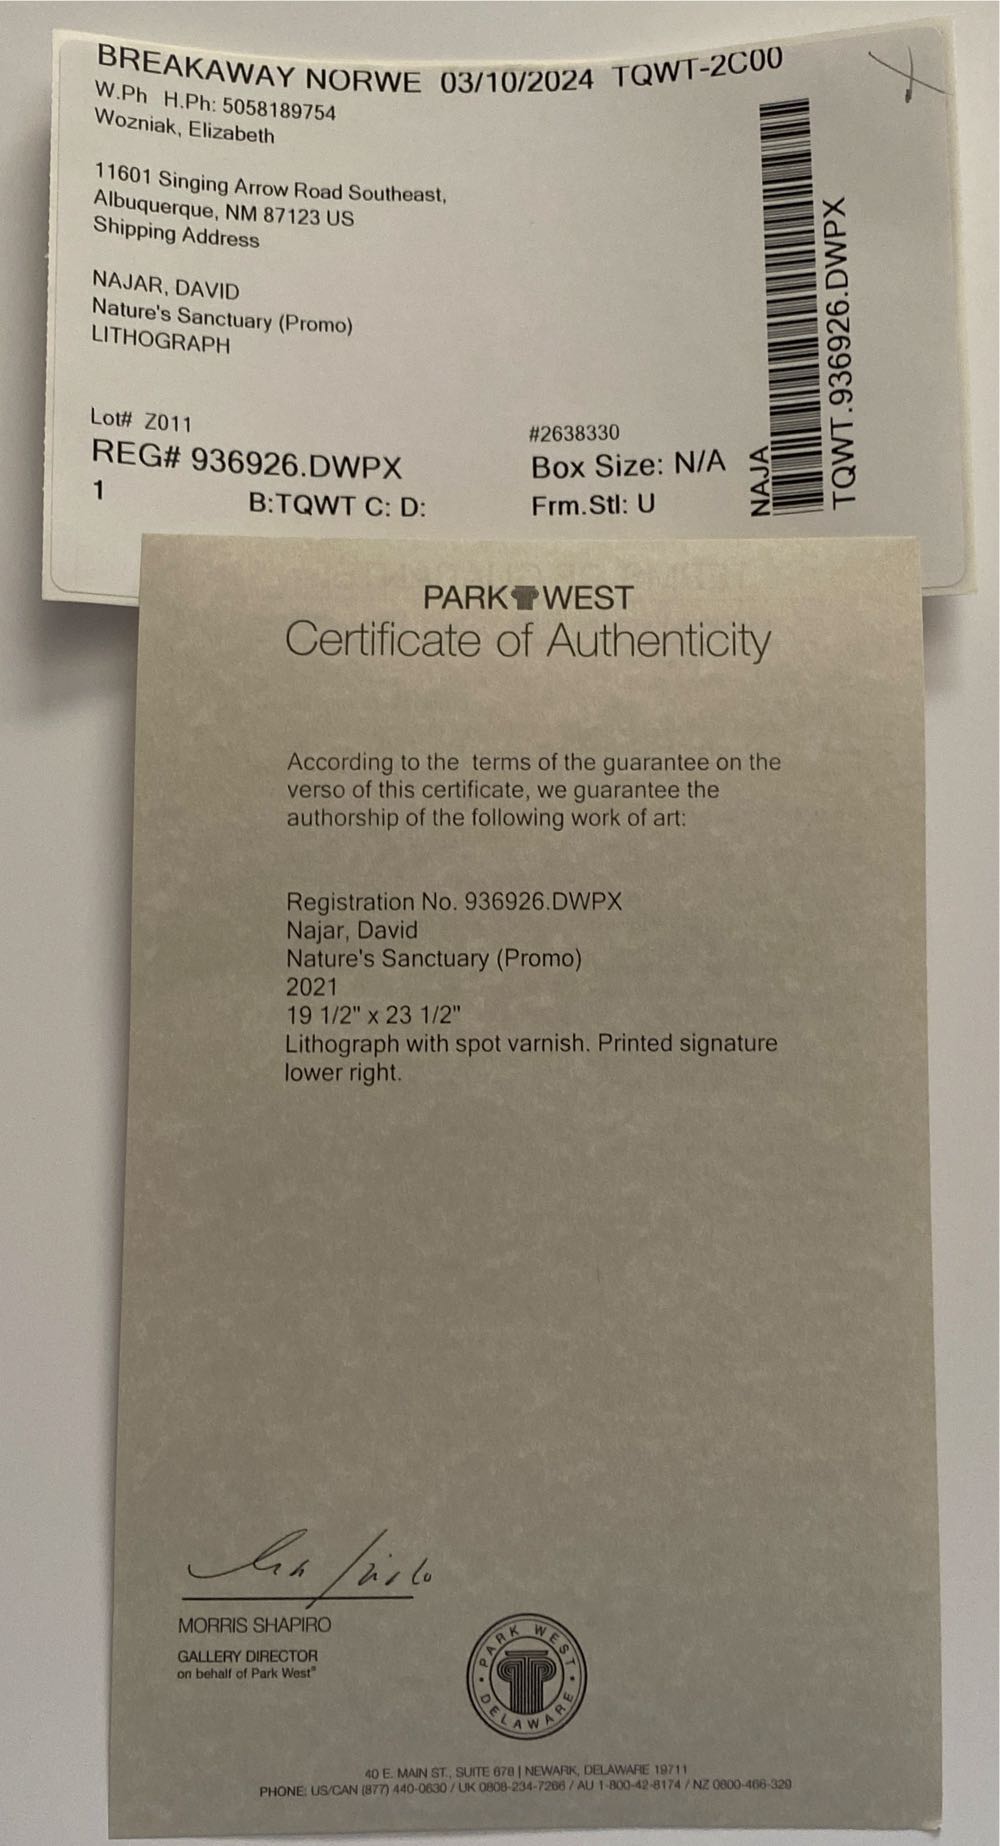 BREAKAWAY NORWE 03/10/2024 TQWT-2C00
W.Ph H.Ph: 5058189754
Wozniak, Elizabeth
11601 Singing Arrow Road Southeast,
Albuquerque, NM 87123 US
Shipping Address
NAJAR, DAVID
Nature's Sanctuary (Promo)
LITHOGRAPH
Lot# Z011
REG# 936926.DWPX
1 B:TQWT C: D:
#2638330
Box Size: N/A
Frm.Stl: U
NAJA
TQWT.936926.DWPX
PARK WEST
Certificate of Authenticity
According to the terms of the guarantee on the
verso of this certificate, we guarantee the
authorship of the following work of art:
Registration No. 936926.DWPX
Najar, David
Nature's Sanctuary (Promo)
2021
19 1/2" x 23 1/2"
Lithograph with spot varnish. Printed signature
lower right.
MORRIS SHAPIRO
GALLERY DIRECTOR
on behalf of Park West®
PARK WEST
DELAWARE
40 E. MAIN ST., SUITE 678 | NEWARK, DELAWARE 19711
PHONE: US/CAN (877) 440-0630 / UK 0808-234-7266 / AU 1-800-42-8174 / NZ 0800-466-329